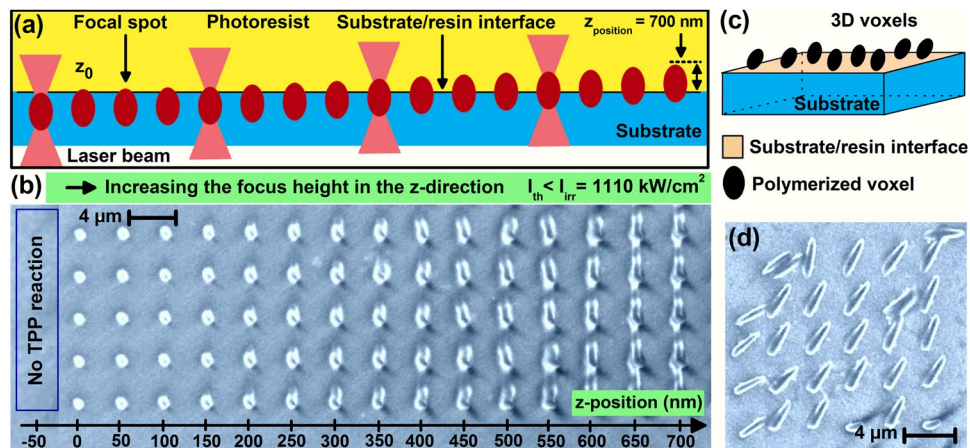 (a)
Focal spot
Photoresist
Substrate/resin interface
z_position = 700 nm
z_0
Substrate
Laser beam
(b)
Increasing the focus height in the z-direction I_th < I_irr = 1110 kW/cm²
4 µm
No TPP reaction
z-position (nm)
-50 0 50 100 150 200 250 300 350 400 450 500 550 600 650 700
(c)
3D voxels
Substrate
Substrate/resin interface
Polymerized voxel
(d)
4 µm